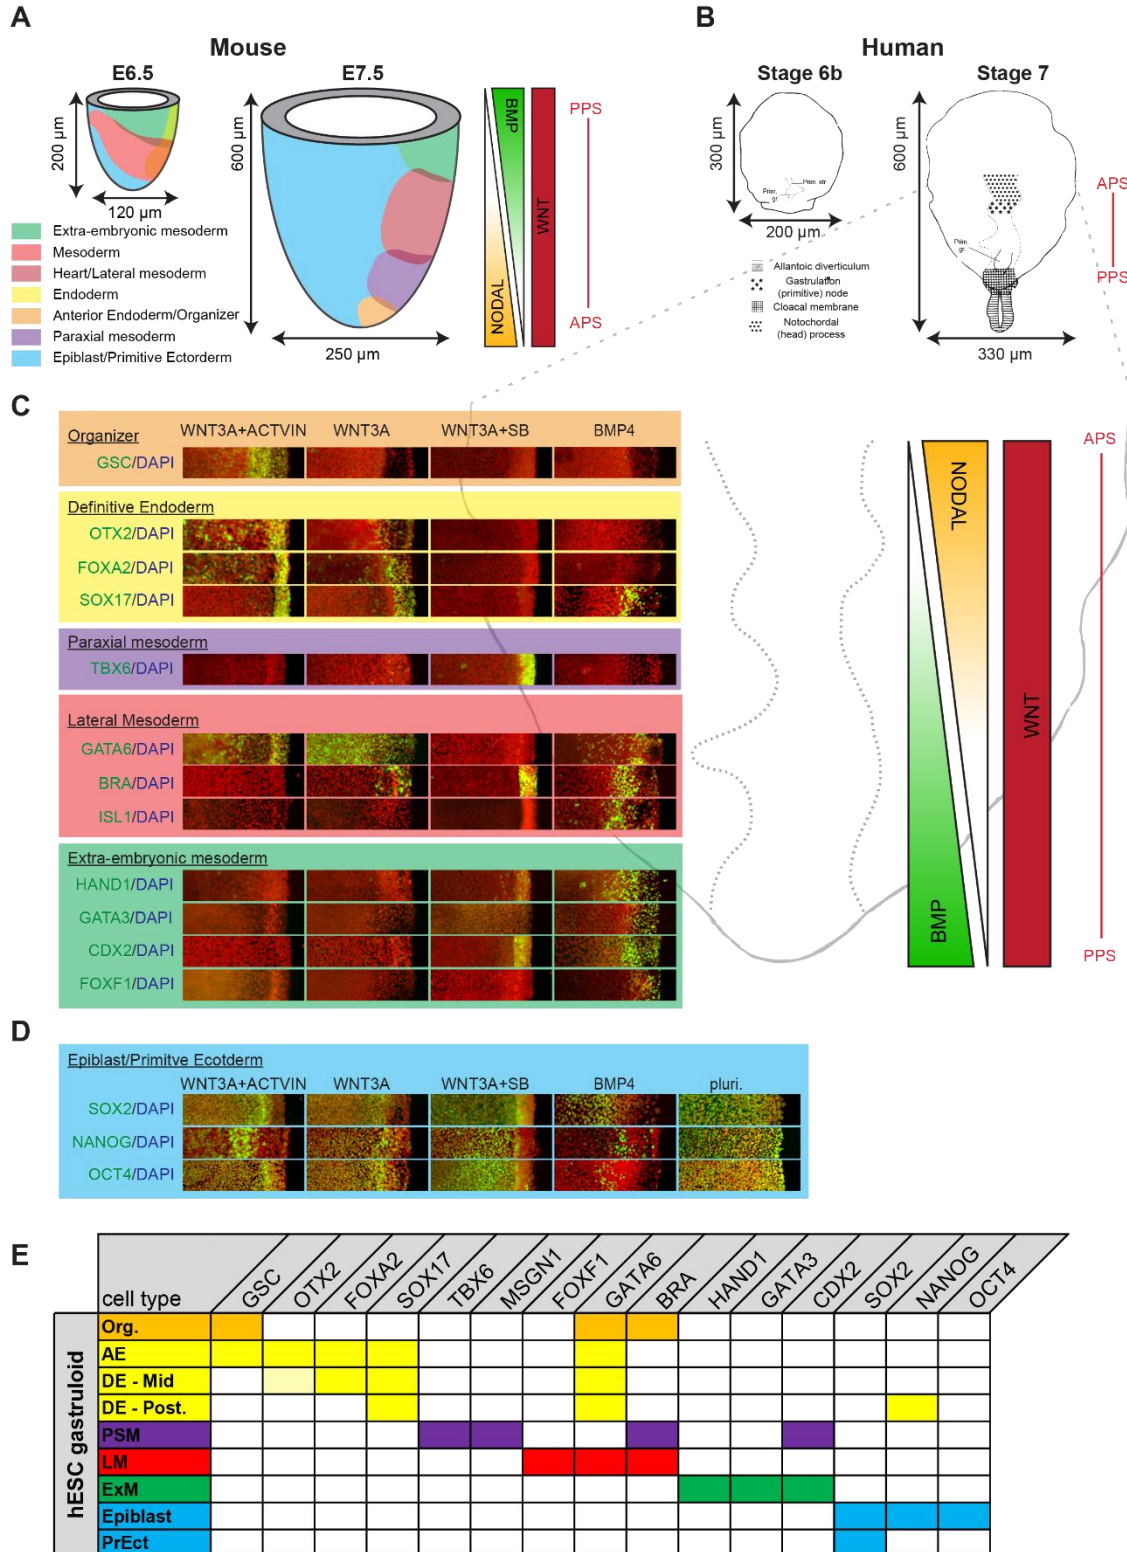 A
B
Mouse
Human
E6.5
E7.5
Stage 6b
Stage 7
200 µm
120 µm
600 µm
250 µm
BMP
NODAL
WNT
PPS
APS
300 µm
200 µm
Prim. str.
Prim.
gr.
600 µm
330 µm
Prim.
gr.
APS
PPS
Extra-embryonic mesoderm
Mesoderm
Heart/Lateral mesoderm
Endoderm
Anterior Endoderm/Organizer
Paraxial mesoderm
Epiblast/Primitive Ectorderm
Allantoic diverticulum
Gastrulation
(primitive) node
Cloacal membrane
Notochordal
(head) process
C
Organizer
WNT3A+ACTVIN WNT3A WNT3A+SB BMP4
GSC/DAPI
Definitive Endoderm
OTX2/DAPI
FOXA2/DAPI
SOX17/DAPI
Paraxial mesoderm
TBX6/DAPI
Lateral Mesoderm
GATA6/DAPI
BRA/DAPI
ISL1/DAPI
Extra-embryonic mesoderm
HAND1/DAPI
GATA3/DAPI
CDX2/DAPI
FOXF1/DAPI
APS
NODAL
WNT
BMP
PPS
D
Epiblast/Primitve Ecotderm
WNT3A+ACTVIN WNT3A WNT3A+SB BMP4 pluri.
SOX2/DAPI
NANOG/DAPI
OCT4/DAPI
E
cell type GSC OTX2 FOXA2 SOX17 TBX6 MSGN1 FOXF1 GATA6 BRA HAND1 GATA3 CDX2 SOX2 NANOG OCT4
hESC gastruloid
Org.
AE
DE - Mid
DE - Post.
PSM
LM
ExM
Epiblast
PrEct